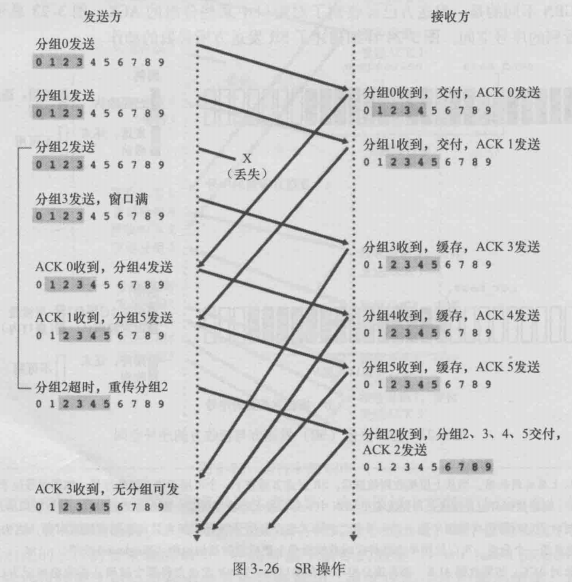 发送方
接收方
分组0发送
0 1 2 3 4 5 6 7 8 9
分组0收到，交付，ACK 0发送
0 1 2 3 4 5 6 7 8 9
分组1发送
0 1 2 3 4 5 6 7 8 9
分组1收到，交付，ACK 1发送
0 1 2 3 4 5 6 7 8 9
分组2发送
0 1 2 3 4 5 6 7 8 9
X
（丢失）
分组3发送，窗口满
0 1 2 3 4 5 6 7 8 9
分组3收到，缓存，ACK 3发送
0 1 2 3 4 5 6 7 8 9
ACK 0收到，分组4发送
0 1 2 3 4 5 6 7 8 9
分组4收到，缓存，ACK 4发送
0 1 2 3 4 5 6 7 8 9
ACK 1收到，分组5发送
0 1 2 3 4 5 6 7 8 9
分组5收到，缓存，ACK 5发送
0 1 2 3 4 5 6 7 8 9
分组2超时，重传分组2
0 1 2 3 4 5 6 7 8 9
分组2收到，分组2、3、4、5交付，
ACK 2发送
0 1 2 3 4 5 6 7 8 9
ACK 3收到，无分组可发
0 1 2 3 4 5 6 7 8 9
图 3-26 SR 操作